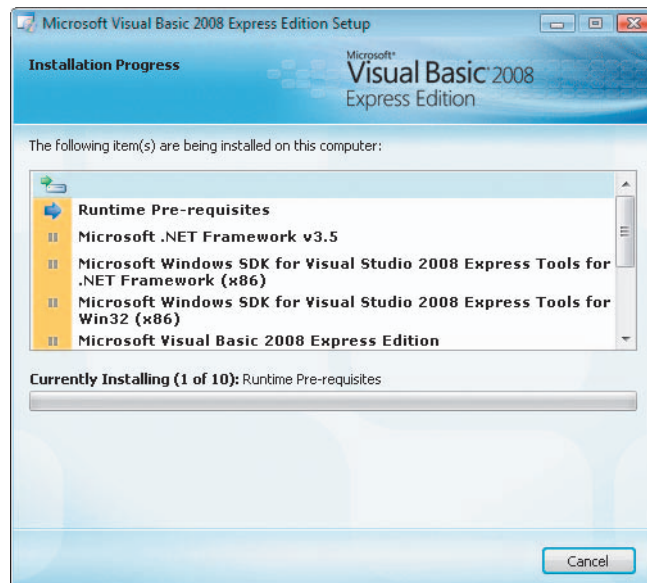 Microsoft Visual Basic 2008 Express Edition Setup
Installation Progress
Microsoft®
Visual Basic® 2008
Express Edition
The following item(s) are being installed on this computer:
Runtime Pre-requisites
Microsoft .NET Framework v3.5
Microsoft Windows SDK for Visual Studio 2008 Express Tools for
.NET Framework (x86)
Microsoft Windows SDK for Visual Studio 2008 Express Tools for
Win32 (x86)
Microsoft Visual Basic 2008 Express Edition
Currently Installing (1 of 10): Runtime Pre-requisites
Cancel